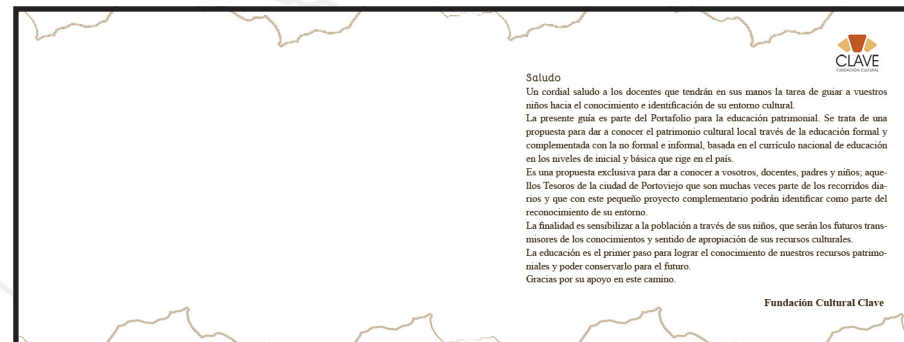 CLAVE
FUNDACIÓN CULTURAL
Saludo
Un cordial saludo a los docentes que tendrán en sus manos la tarea de guiar a vuestros
niños hacia el conocimiento e identificación de su entorno cultural.
La presente guía es parte del Portafolio para la educación patrimonial. Se trata de una
propuesta para dar a conocer el patrimonio cultural local través de la educación formal y
complementada con la no formal e informal, basada en el currículo nacional de educación
en los niveles de inicial y básica que rige en el país.
Es una propuesta exclusiva para dar a conocer a vosotros, docentes, padres y niños; aque-
llos Tesoros de la ciudad de Portoviejo que son muchas veces parte de los recorridos dia-
rios y que con este pequeño proyecto complementario podrán identificar como parte del
reconocimiento de su entorno.
La finalidad es sensibilizar a la población a través de sus niños, que serán los futuros trans-
misores de los conocimientos y sentido de apropiación de sus recursos culturales.
La educación es el primer paso para lograr el conocimiento de nuestros recursos patrimo-
niales y poder conservarlo para el futuro.
Gracias por su apoyo en este camino.
Fundación Cultural Clave